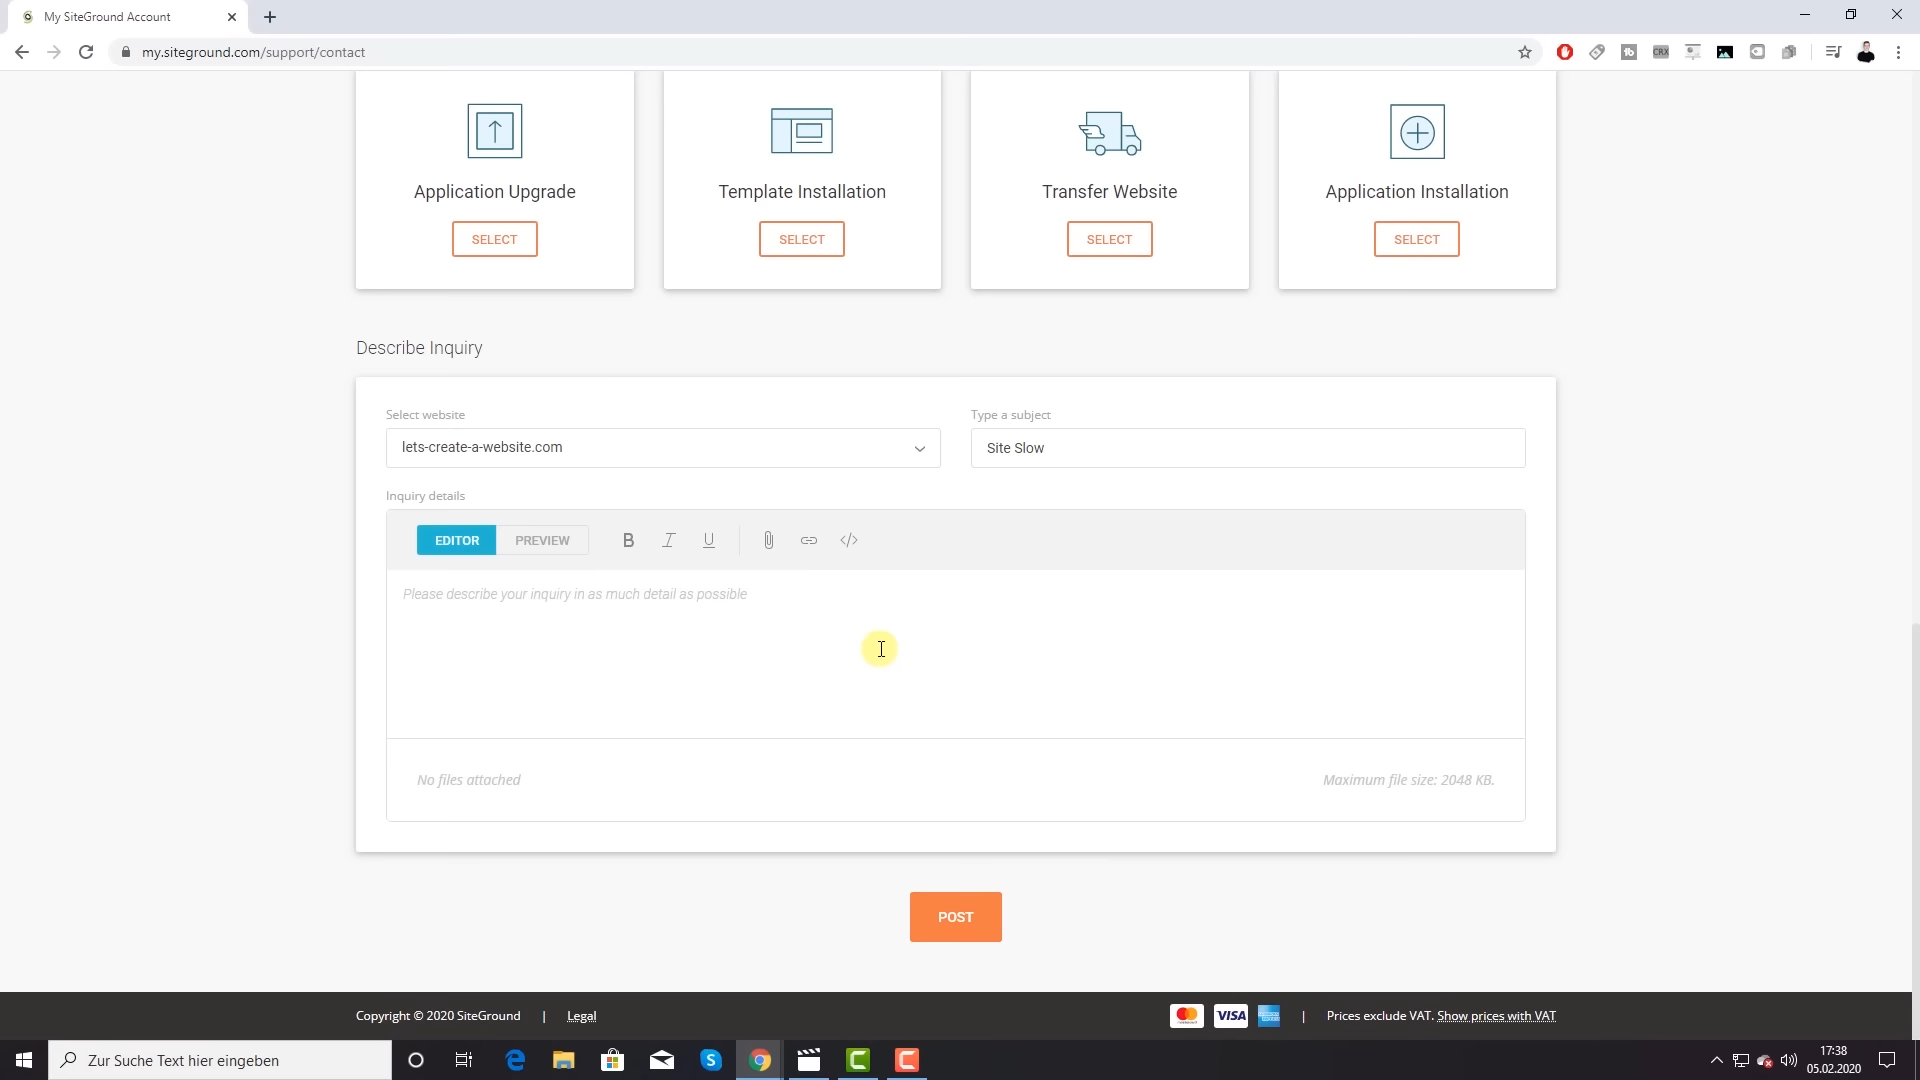 My SiteGround Account
my.siteground.com/support/contact
Application Upgrade
Template Installation
Transfer Website
Application Installation
SELECT
SELECT
SELECT
SELECT
Describe Inquiry
Select website
Type a subject
lets-create-a-website.com
Site Slow
Inquiry details
EDITOR
PREVIEW
B I U </>
Please describe your inquiry in as much detail as possible
No files attached
Maximum file size: 2048 KB.
POST
Copyright © 2020 SiteGround | Legal
VISA
| Prices exclude VAT. Show prices with VAT
Zur Suche Text hier eingeben
17:38
05.02.2020